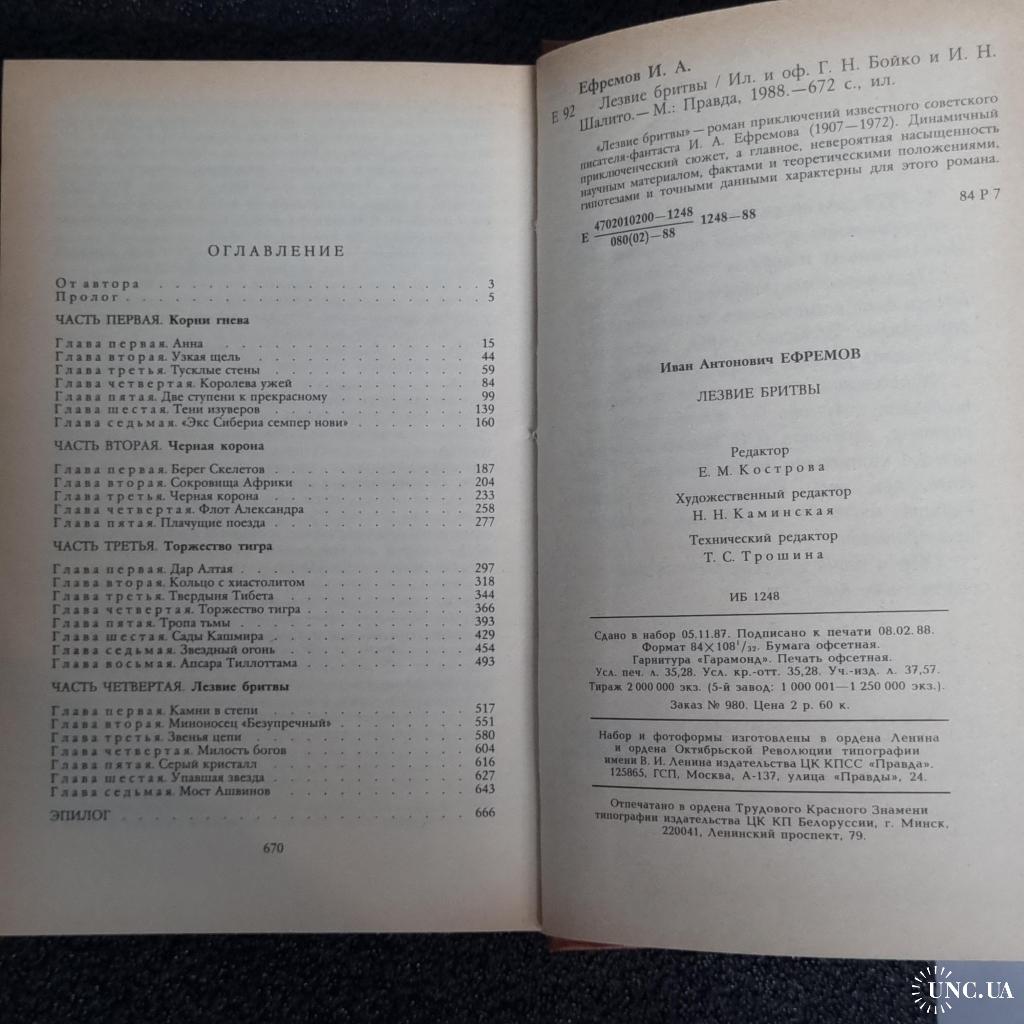 ОГЛАВЛЕНИЕ
От автора . . . . . . . . . . . . . . . . . . . . 3
Пролог . . . . . . . . . . . . . . . . . . . . . 5
ЧАСТЬ ПЕРВАЯ. Корни гнева
Глава первая. Анна . . . . . . . . . . . . . . . 15
Глава вторая. Узкая щель . . . . . . . . . . . . 44
Глава третья. Тусклые стены . . . . . . . . . . . 59
Глава четвертая. Королева ужей . . . . . . . . . 84
Глава пятая. Две ступени к прекрасному . . . . . . 99
Глава шестая. Тени изуверов . . . . . . . . . . . 139
Глава седьмая. «Экс Сибериа семпер нови» . . . . . 160
ЧАСТЬ ВТОРАЯ. Черная корона
Глава первая. Берег Скелетов . . . . . . . . . . 187
Глава вторая. Сокровища Африки . . . . . . . . . 204
Глава третья. Черная корона . . . . . . . . . . . 233
Глава четвертая. Флот Александра . . . . . . . . 258
Глава пятая. Плачущие поезда . . . . . . . . . . 277
ЧАСТЬ ТРЕТЬЯ. Торжество тигра
Глава первая. Дар Алтая . . . . . . . . . . . . . 297
Глава вторая. Кольцо с хиастолитом . . . . . . . . 318
Глава третья. Твердыня Тибета . . . . . . . . . . 344
Глава четвертая. Торжество тигра . . . . . . . . . 366
Глава пятая. Тропа тьмы . . . . . . . . . . . . . 393
Глава шестая. Сады Кашмира . . . . . . . . . . . 429
Глава седьмая. Звездный огонь . . . . . . . . . . 454
Глава восьмая. Апсара Тиллоттама . . . . . . . . . 493
ЧАСТЬ ЧЕТВЕРТАЯ. Лезвие бритвы
Глава первая. Камни в степи . . . . . . . . . . . 517
Глава вторая. Миноносец «Безупречный» . . . . . . 551
Глава третья. Звенья цепи . . . . . . . . . . . . 580
Глава четвертая. Милость богов . . . . . . . . . . 604
Глава пятая. Серый кристалл . . . . . . . . . . . 616
Глава шестая. Упавшая звезда . . . . . . . . . . . 627
Глава седьмая. Мост Ашвинов . . . . . . . . . . . 643
ЭПИЛОГ . . . . . . . . . . . . . . . . . . . . . 666
670
Ефремов И. А.
Е 92 Лезвие бритвы / Ил. и оф. Г. Н. Бойко и И. Н.
Шалито.— М.: Правда, 1988.—672 с., ил.
«Лезвие бритвы» — роман приключений известного советского
писателя-фантаста И. А. Ефремова (1907—1972). Динамичный
приключенческий сюжет, а главное, невероятная насыщенность
научным материалом, фактами и теоретическими положениями,
гипотезами и точными данными характерны для этого романа.
84 Р 7
Е 4702010200—1248 1248—88
080(02)—88
Иван Антонович ЕФРЕМОВ
ЛЕЗВИЕ БРИТВЫ
Редактор
Е. М. Кострова
Художественный редактор
Н. Н. Каминская
Технический редактор
Т. С. Трошина
ИБ 1248
Сдано в набор 05.11.87. Подписано к печати 08.02.88.
Формат 84×108¹/₃₂. Бумага офсетная.
Гарнитура «Гарамонд». Печать офсетная.
Усл. печ. л. 35,28. Усл. кр.-отт. 35,28. Уч.-изд. л. 37,57.
Тираж 2 000 000 экз. (5-й завод: 1 000 001—1 250 000 экз.).
Заказ № 980. Цена 2 р. 60 к.
Набор и фотоформы изготовлены в ордена Ленина
и ордена Октябрьской Революции типографии
имени В. И. Ленина издательства ЦК КПСС «Правда».
125865, ГСП, Москва, А-137, улица «Правды», 24.
Отпечатано в ордена Трудового Красного Знамени
типографии издательства ЦК КП Белоруссии, г. Минск,
220041, Ленинский проспект, 79.
UNC.UA